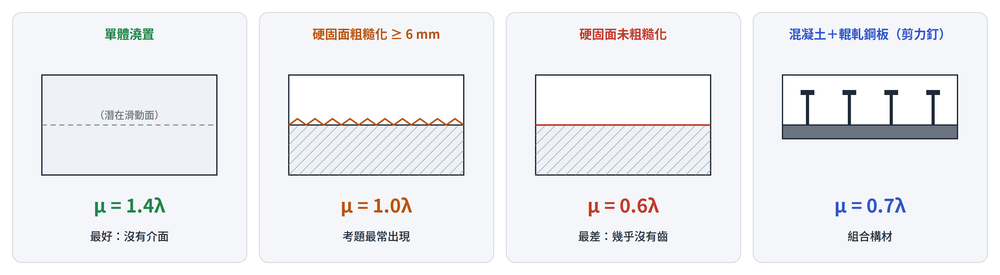 單體澆置
（潛在滑動面）
μ = 1.4λ
最好：沒有介面
硬固面粗糙化 ≥ 6 mm
μ = 1.0λ
考題最常出現
硬固面未粗糙化
μ = 0.6λ
最差：幾乎沒有齒
混凝土＋輥軋鋼板（剪力釘）
μ = 0.7λ
組合構材